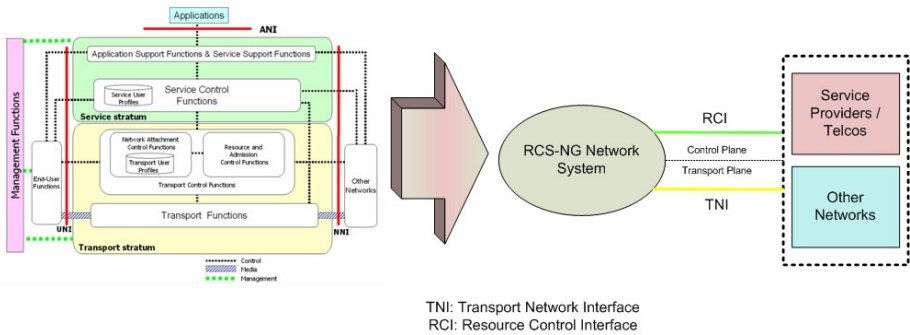 Applications
ANI
Application Support Functions & Service Support Functions
Service User
Profiles
Service Control
Functions
Service stratum
Management Functions
Network Attachment
Control Functions
Transport User
Profiles
Resource and
Admission
Control Functions
Transport Control Functions
End-User
Functions
Other
Networks
Transport Functions
UNI
NNI
Transport stratum
Control
Media
Management
RCS-NG Network
System
RCI
Control Plane
Transport Plane
TNI
Service
Providers /
Telcos
Other
Networks
TNI: Transport Network Interface
RCI: Resource Control Interface